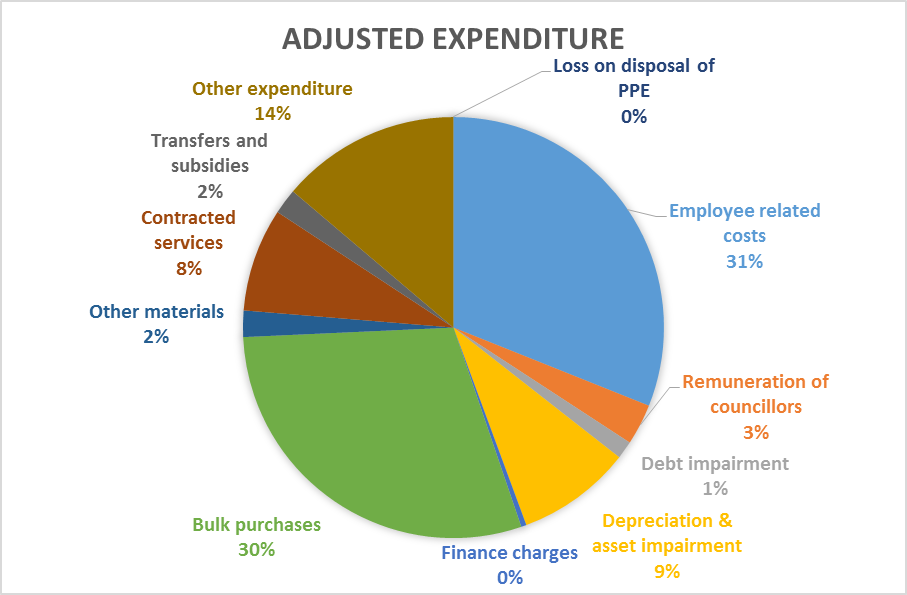 ADJUSTED EXPENDITURE
Loss on disposal of
PPE
0%
Employee related
costs
31%
Remuneration of
councillors
3%
Debt impairment
1%
Depreciation &
asset impairment
9%
Finance charges
0%
Bulk purchases
30%
Other materials
2%
Contracted
services
8%
Transfers and
subsidies
2%
Other expenditure
14%